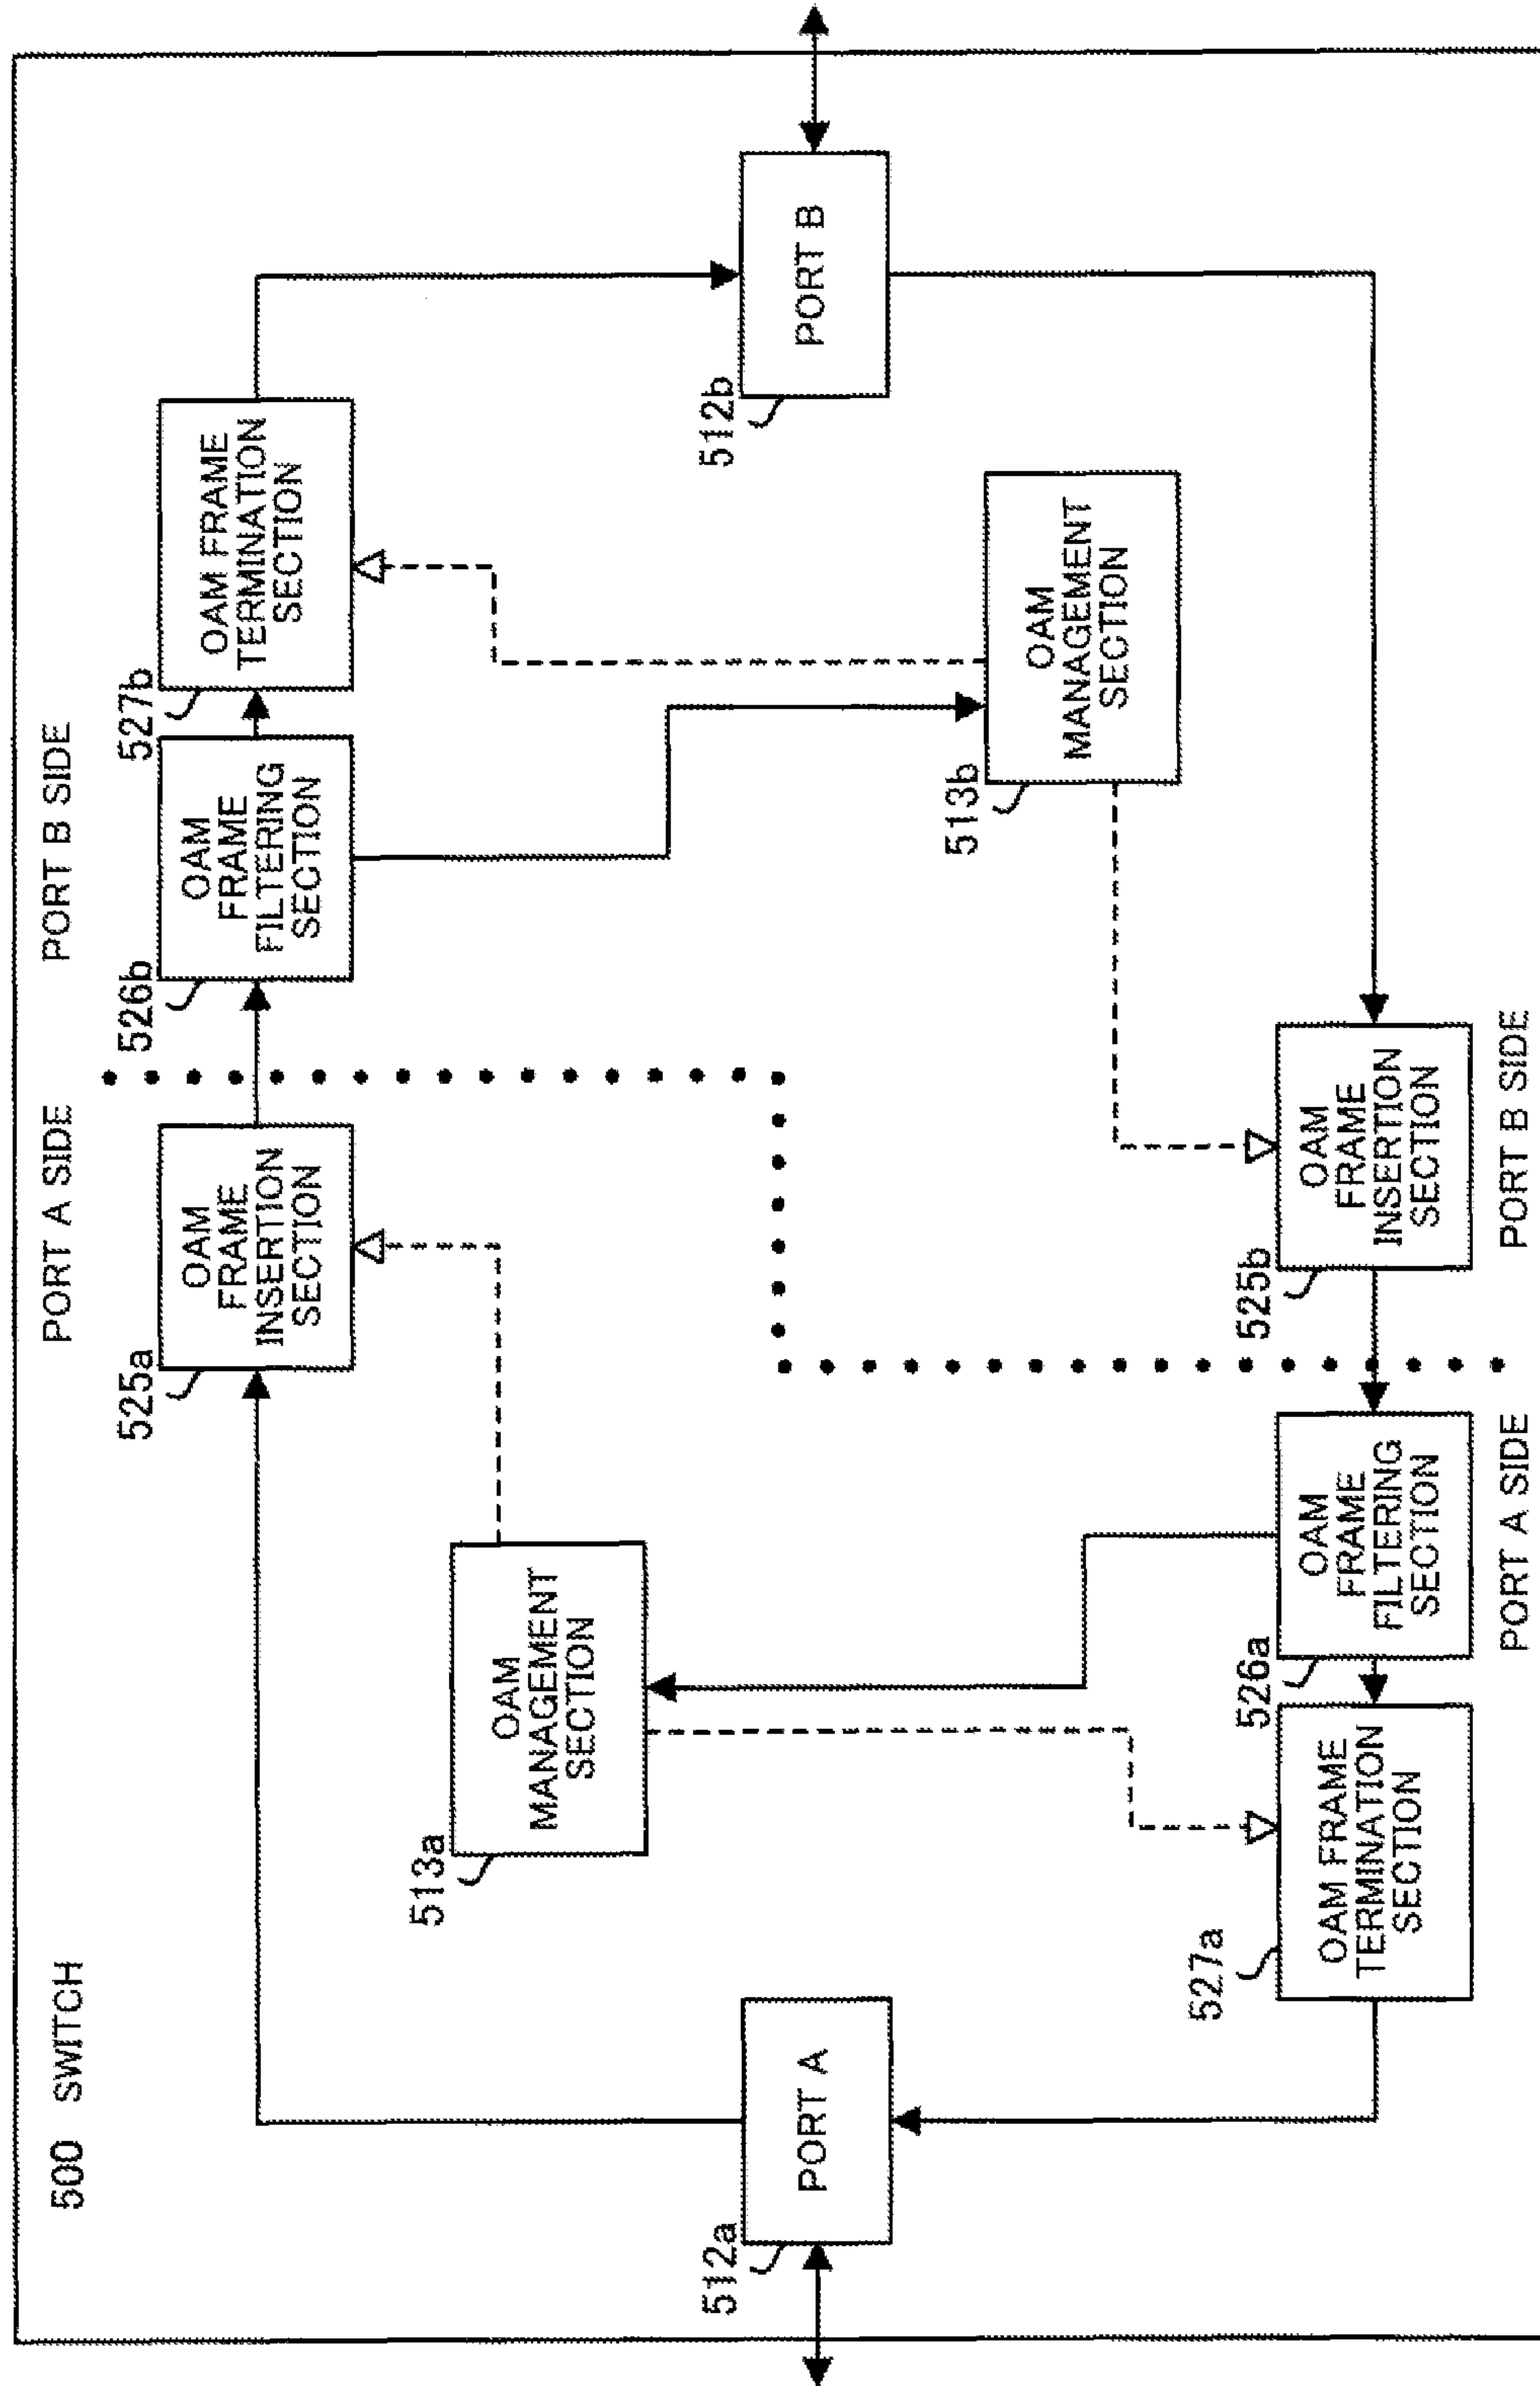 500 SWITCH
PORT A SIDE
PORT B SIDE
525a
OAM
FRAME
INSERTION
SECTION
526b
OAM
FRAME
FILTERING
SECTION
527b
OAM FRAME
TERMINATION
SECTION
513a
OAM
MANAGEMENT
SECTION
512a
PORT A
512b
PORT B
513b
OAM
MANAGEMENT
SECTION
527a
OAM FRAME
TERMINATION
SECTION
526a
OAM
FRAME
FILTERING
SECTION
525b
OAM
FRAME
INSERTION
SECTION
PORT A SIDE
PORT B SIDE